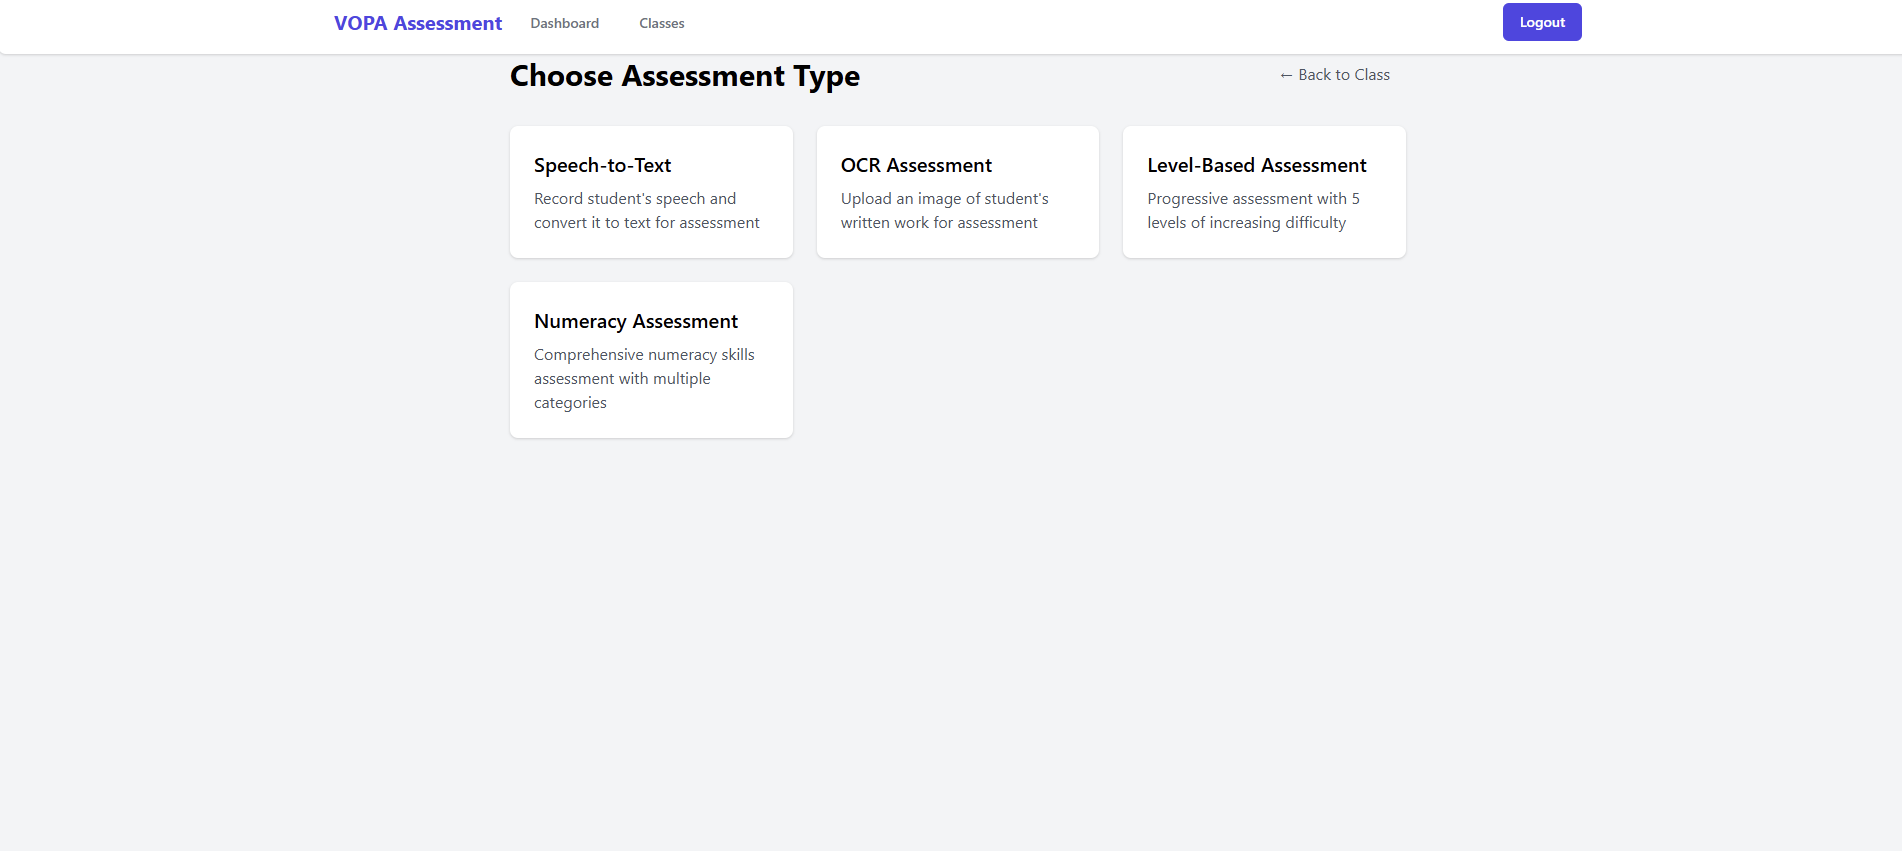 VOPA Assessment
Dashboard
Classes
Logout
Choose Assessment Type
← Back to Class
Speech-to-Text
Record student's speech and
convert it to text for assessment
OCR Assessment
Upload an image of student's
written work for assessment
Level-Based Assessment
Progressive assessment with 5
levels of increasing difficulty
Numeracy Assessment
Comprehensive numeracy skills
assessment with multiple
categories